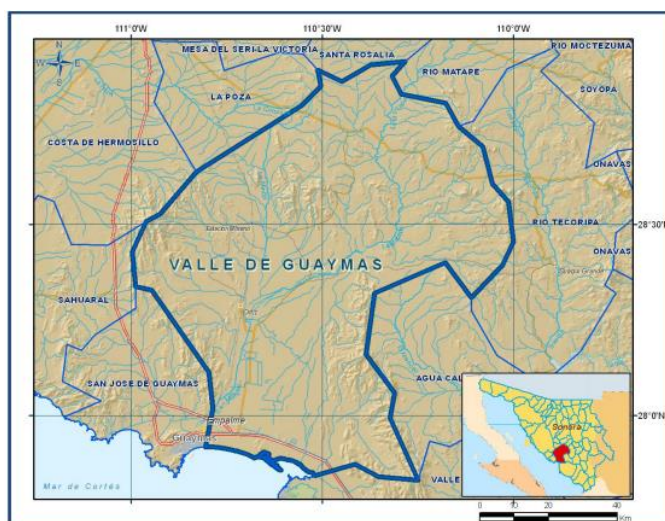 111°0'W 110°30'W 110°0'W
N
W E
S
MESA DEL SERI-LA VICTORIA
SANTA ROSALIA
RIO MOCTEZUMA
RIO MATAPE
LA POZA
SOYOPA
COSTA DE HERMOSILLO
ONAVAS
RIO TECORIPA
28°30'N
ONAVAS
VALLE DE GUAYMAS
SAHUARAL
Ortiz
SAN JOSE DE GUAYMAS
AGUA CAL
Empalme
28°0'N
Guaymas
Sonora
Mar de Cortés
VALLE
0 10 20 40
Km